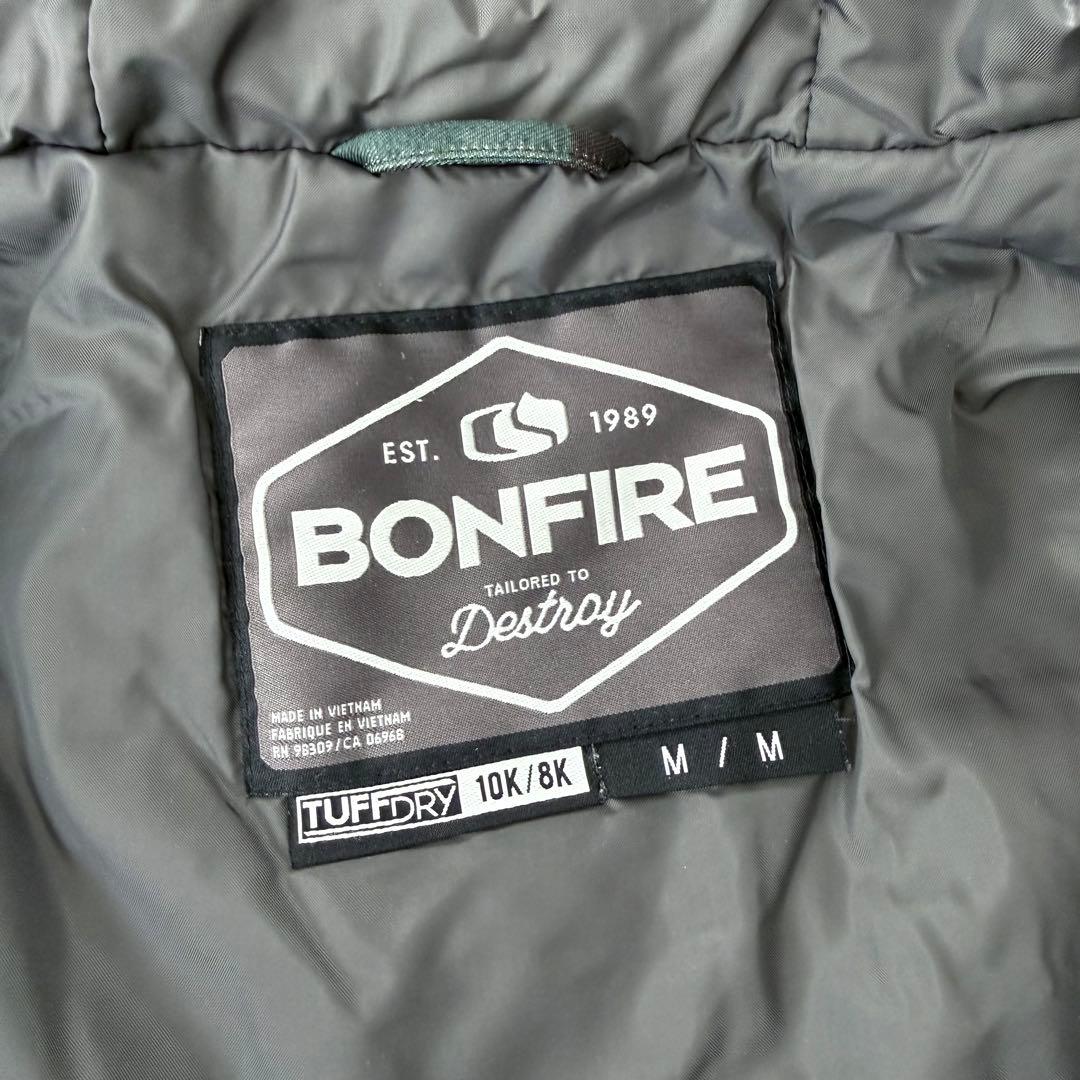 EST. 1989
BONFIRE
TAILORED TO
Destroy
MADE IN VIETNAM
FABRIQUE EN VIETNAM
RN 98309/CA 06968
TUFFDRY 10K/8K
M / M